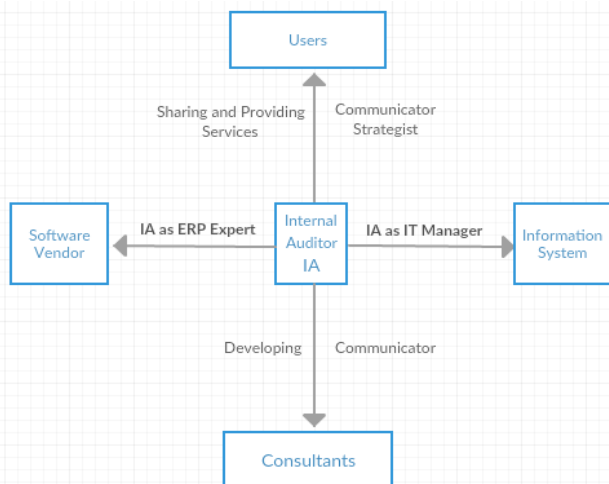 Users
Sharing and Providing
Services
Communicator
Strategist
Software
Vendor
IA as ERP Expert
Internal
Auditor
IA
IA as IT Manager
Information
System
Developing
Communicator
Consultants